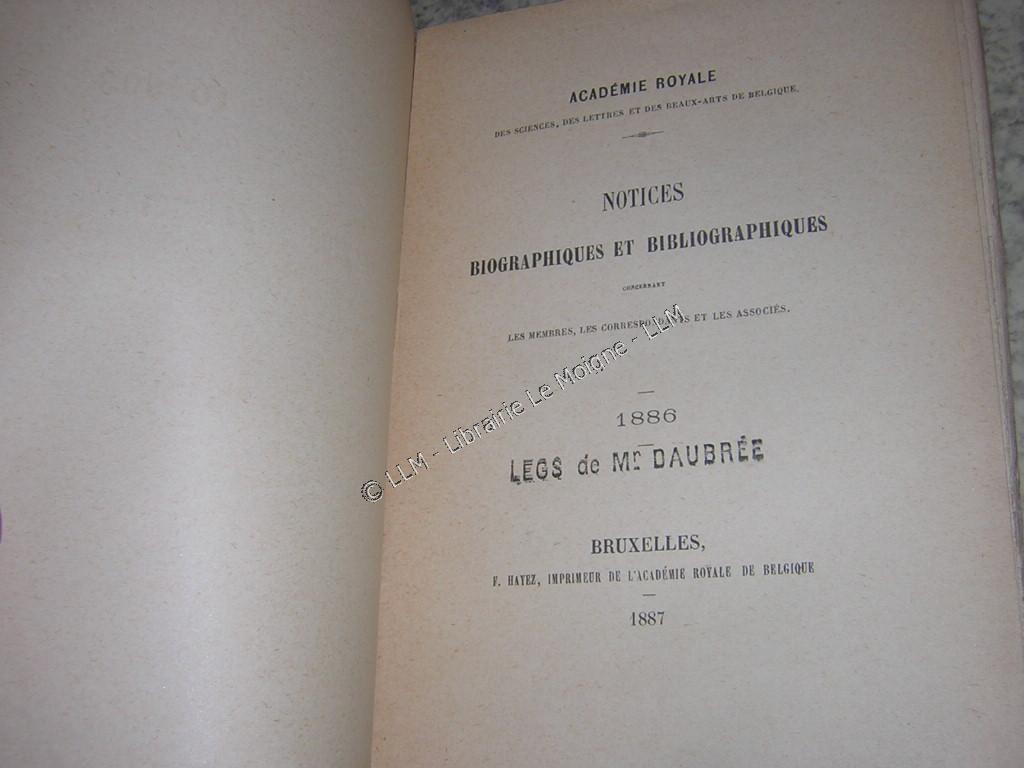 ACADÉMIE ROYALE
DES SCIENCES, DES LETTRES ET DES BEAUX-ARTS DE BELGIQUE.
NOTICES
BIOGRAPHIQUES ET BIBLIOGRAPHIQUES
CONCERNANT
LES MEMBRES, LES CORRESPONDANTS ET LES ASSOCIÉS.
1886
LEGS de Mr DAUBRÉE
BRUXELLES,
F. HAYEZ, IMPRIMEUR DE L'ACADÉMIE ROYALE DE BELGIQUE
1887
© LLM - Librairie Le Moigne - LLM